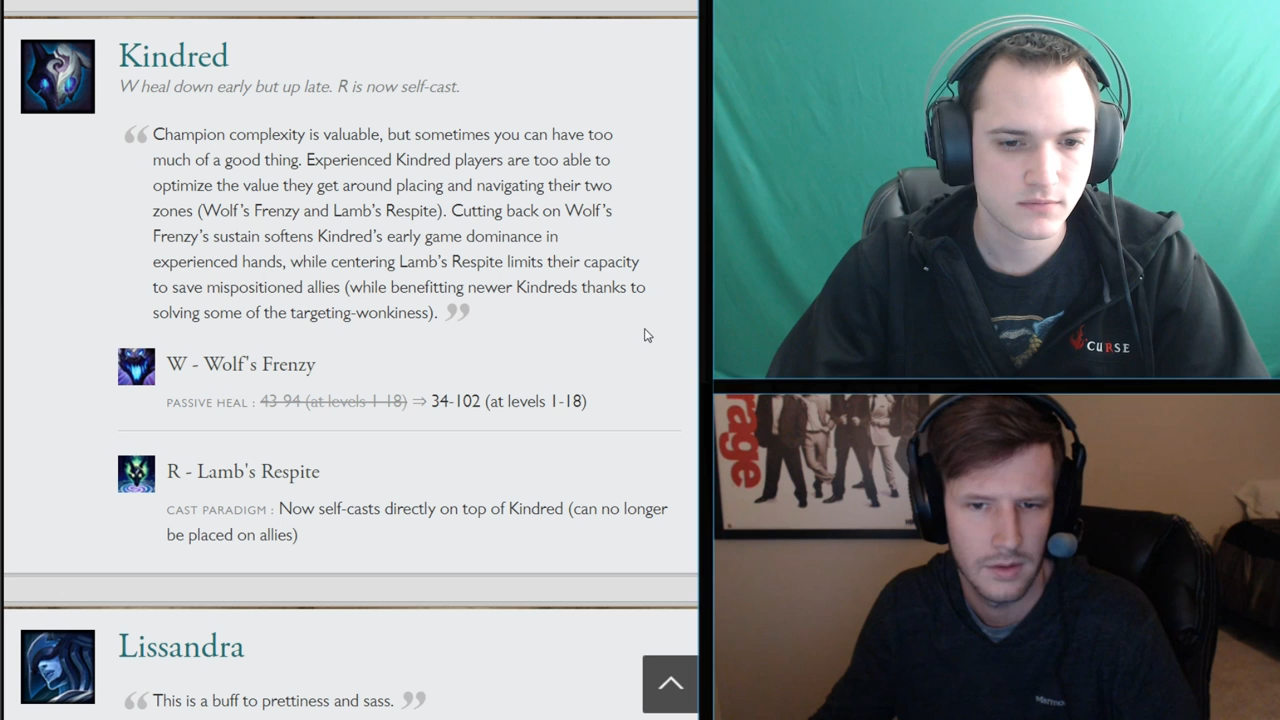 Kindred
W heal down early but up late. R is now self-cast.
“ Champion complexity is valuable, but sometimes you can have too
much of a good thing. Experienced Kindred players are too able to
optimize the value they get around placing and navigating their two
zones (Wolf’s Frenzy and Lamb’s Respite). Cutting back on Wolf’s
Frenzy’s sustain softens Kindred’s early game dominance in
experienced hands, while centering Lamb’s Respite limits their capacity
to save mispositioned allies (while benefitting newer Kindreds thanks to
solving some of the targeting-wonkiness). ”
W - Wolf's Frenzy
PASSIVE HEAL : 43-94 (at levels 1-18) ⇒ 34-102 (at levels 1-18)
R - Lamb's Respite
CAST PARADIGM : Now self-casts directly on top of Kindred (can no longer
be placed on allies)
Lissandra
“ This is a buff to prettiness and sass. ”
CURSE
rage
Marmot